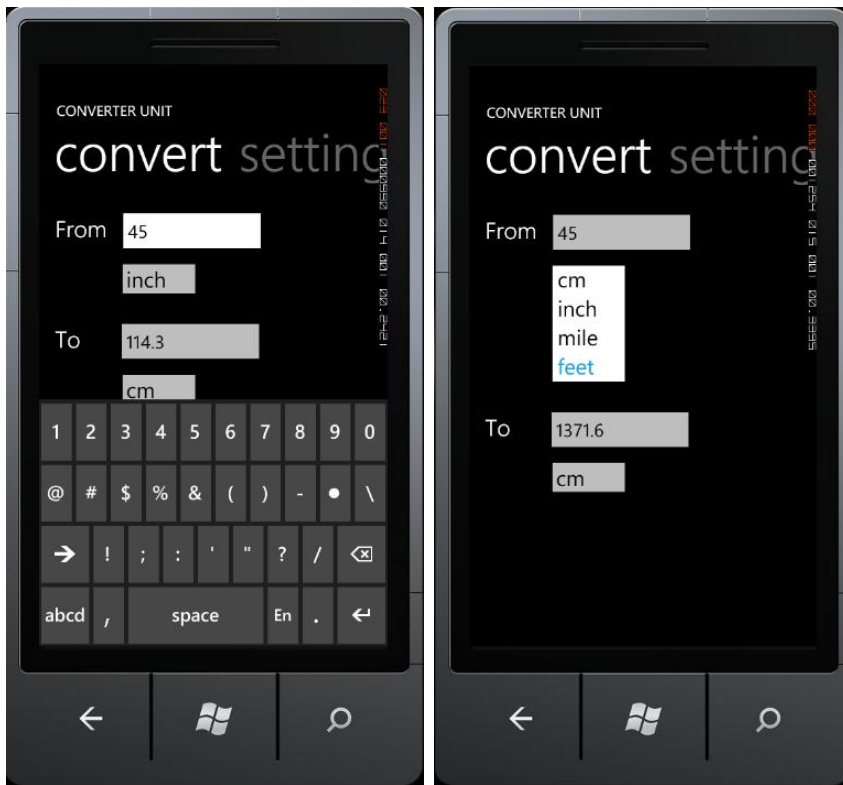 CONVERTER UNIT
convert setting
From 45
inch
To 114.3
cm
1 2 3 4 5 6 7 8 9 0
@ # $ % & ( ) - ● \
→ ! ; : ' " ? /
abcd , space En . 
CONVERTER UNIT
convert setting
From 45
cm
inch
mile
feet
To 1371.6
cm